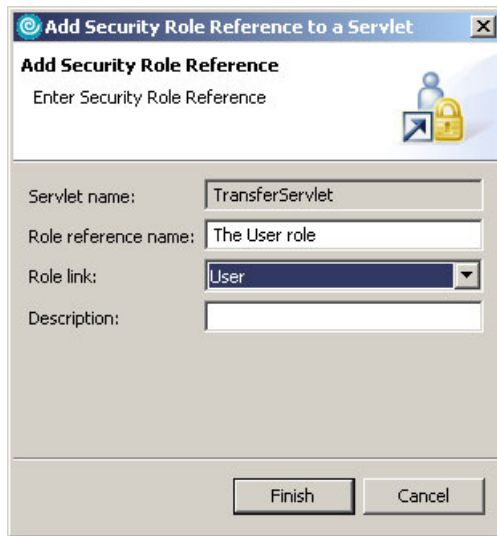 Add Security Role Reference to a Servlet
Add Security Role Reference
Enter Security Role Reference
Servlet name: TransferServlet
Role reference name: The User role
Role link: User
Description:
Finish Cancel